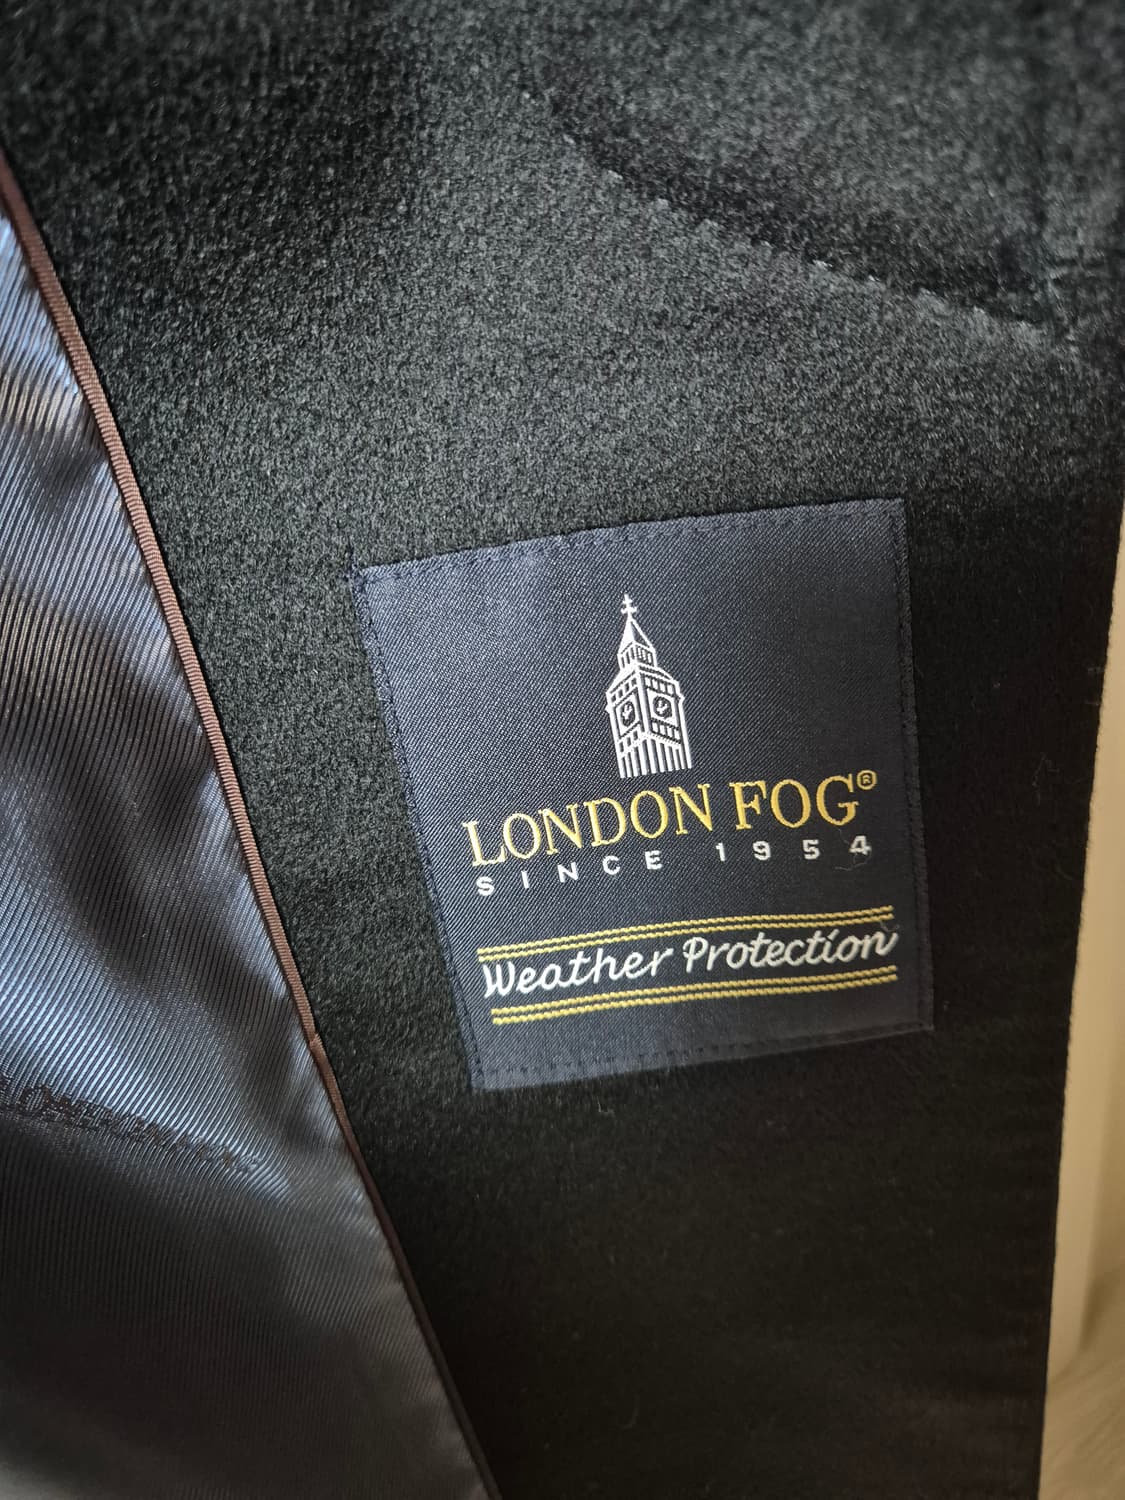 LONDON FOG®
SINCE 1954
Weather Protection